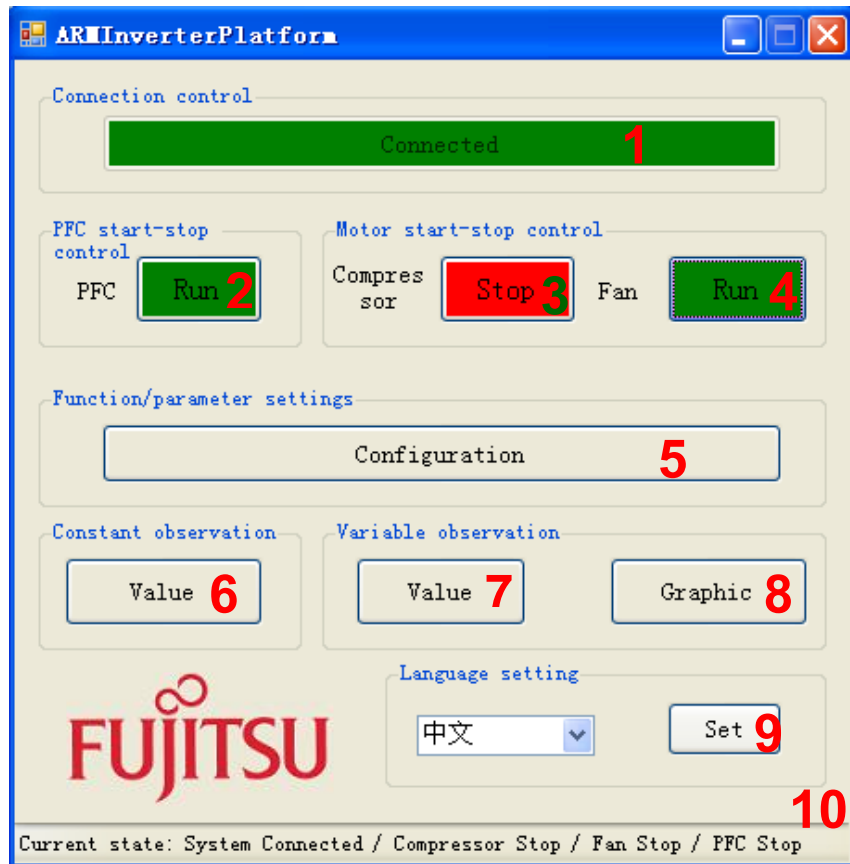 ARMInverterPlatform
Connection control
Connected 1
PFC start-stop
control
PFC Run 2
Motor start-stop control
Compres
sor
Stop 3 Fan Run 4
Function/parameter settings
Configuration 5
Constant observation
Value 6
Variable observation
Value 7 Graphic 8
FUJITSU
Language setting
中文 Set 9
10
Current state: System Connected / Compressor Stop / Fan Stop / PFC Stop